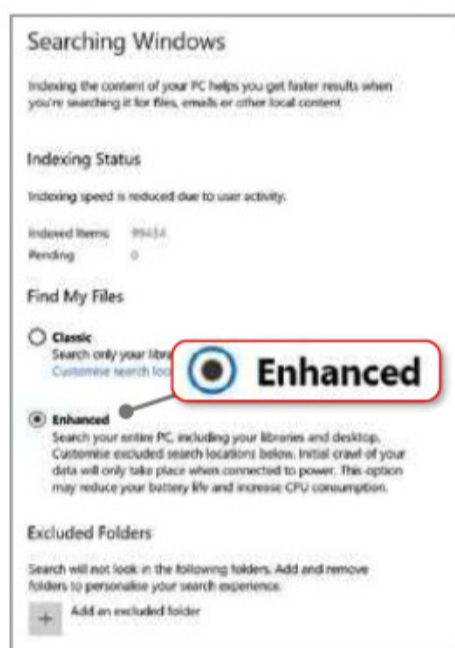 Searching Windows
Indexing the content of your PC helps you get faster results when
you're searching it for files, emails or other local content
Indexing Status
Indexing speed is reduced due to user activity.
Indexed Items
Pending 0
Find My Files
Classic
Search only your libra
Customise search loc
Enhanced
Enhanced
Search your entire PC, including your libraries and desktop.
Customise excluded search locations below. Initial crawl of your
data will only take place when connected to power. This option
may reduce your battery life and increase CPU consumption.
Excluded Folders
Search will not look in the following folders. Add and remove
folders to personalise your search experience.
+ Add an excluded folder